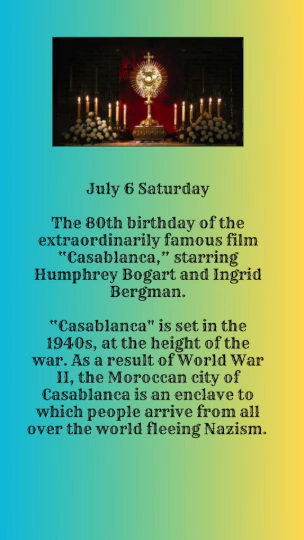 July 6 Saturday
The 80th birthday of the
extraordinarily famous film
"Casablanca," starring
Humphrey Bogart and Ingrid
Bergman.
"Casablanca" is set in the
1940s, at the height of the
war. As a result of World War
II, the Moroccan city of
Casablanca is an enclave to
which people arrive from all
over the world fleeing Nazism.